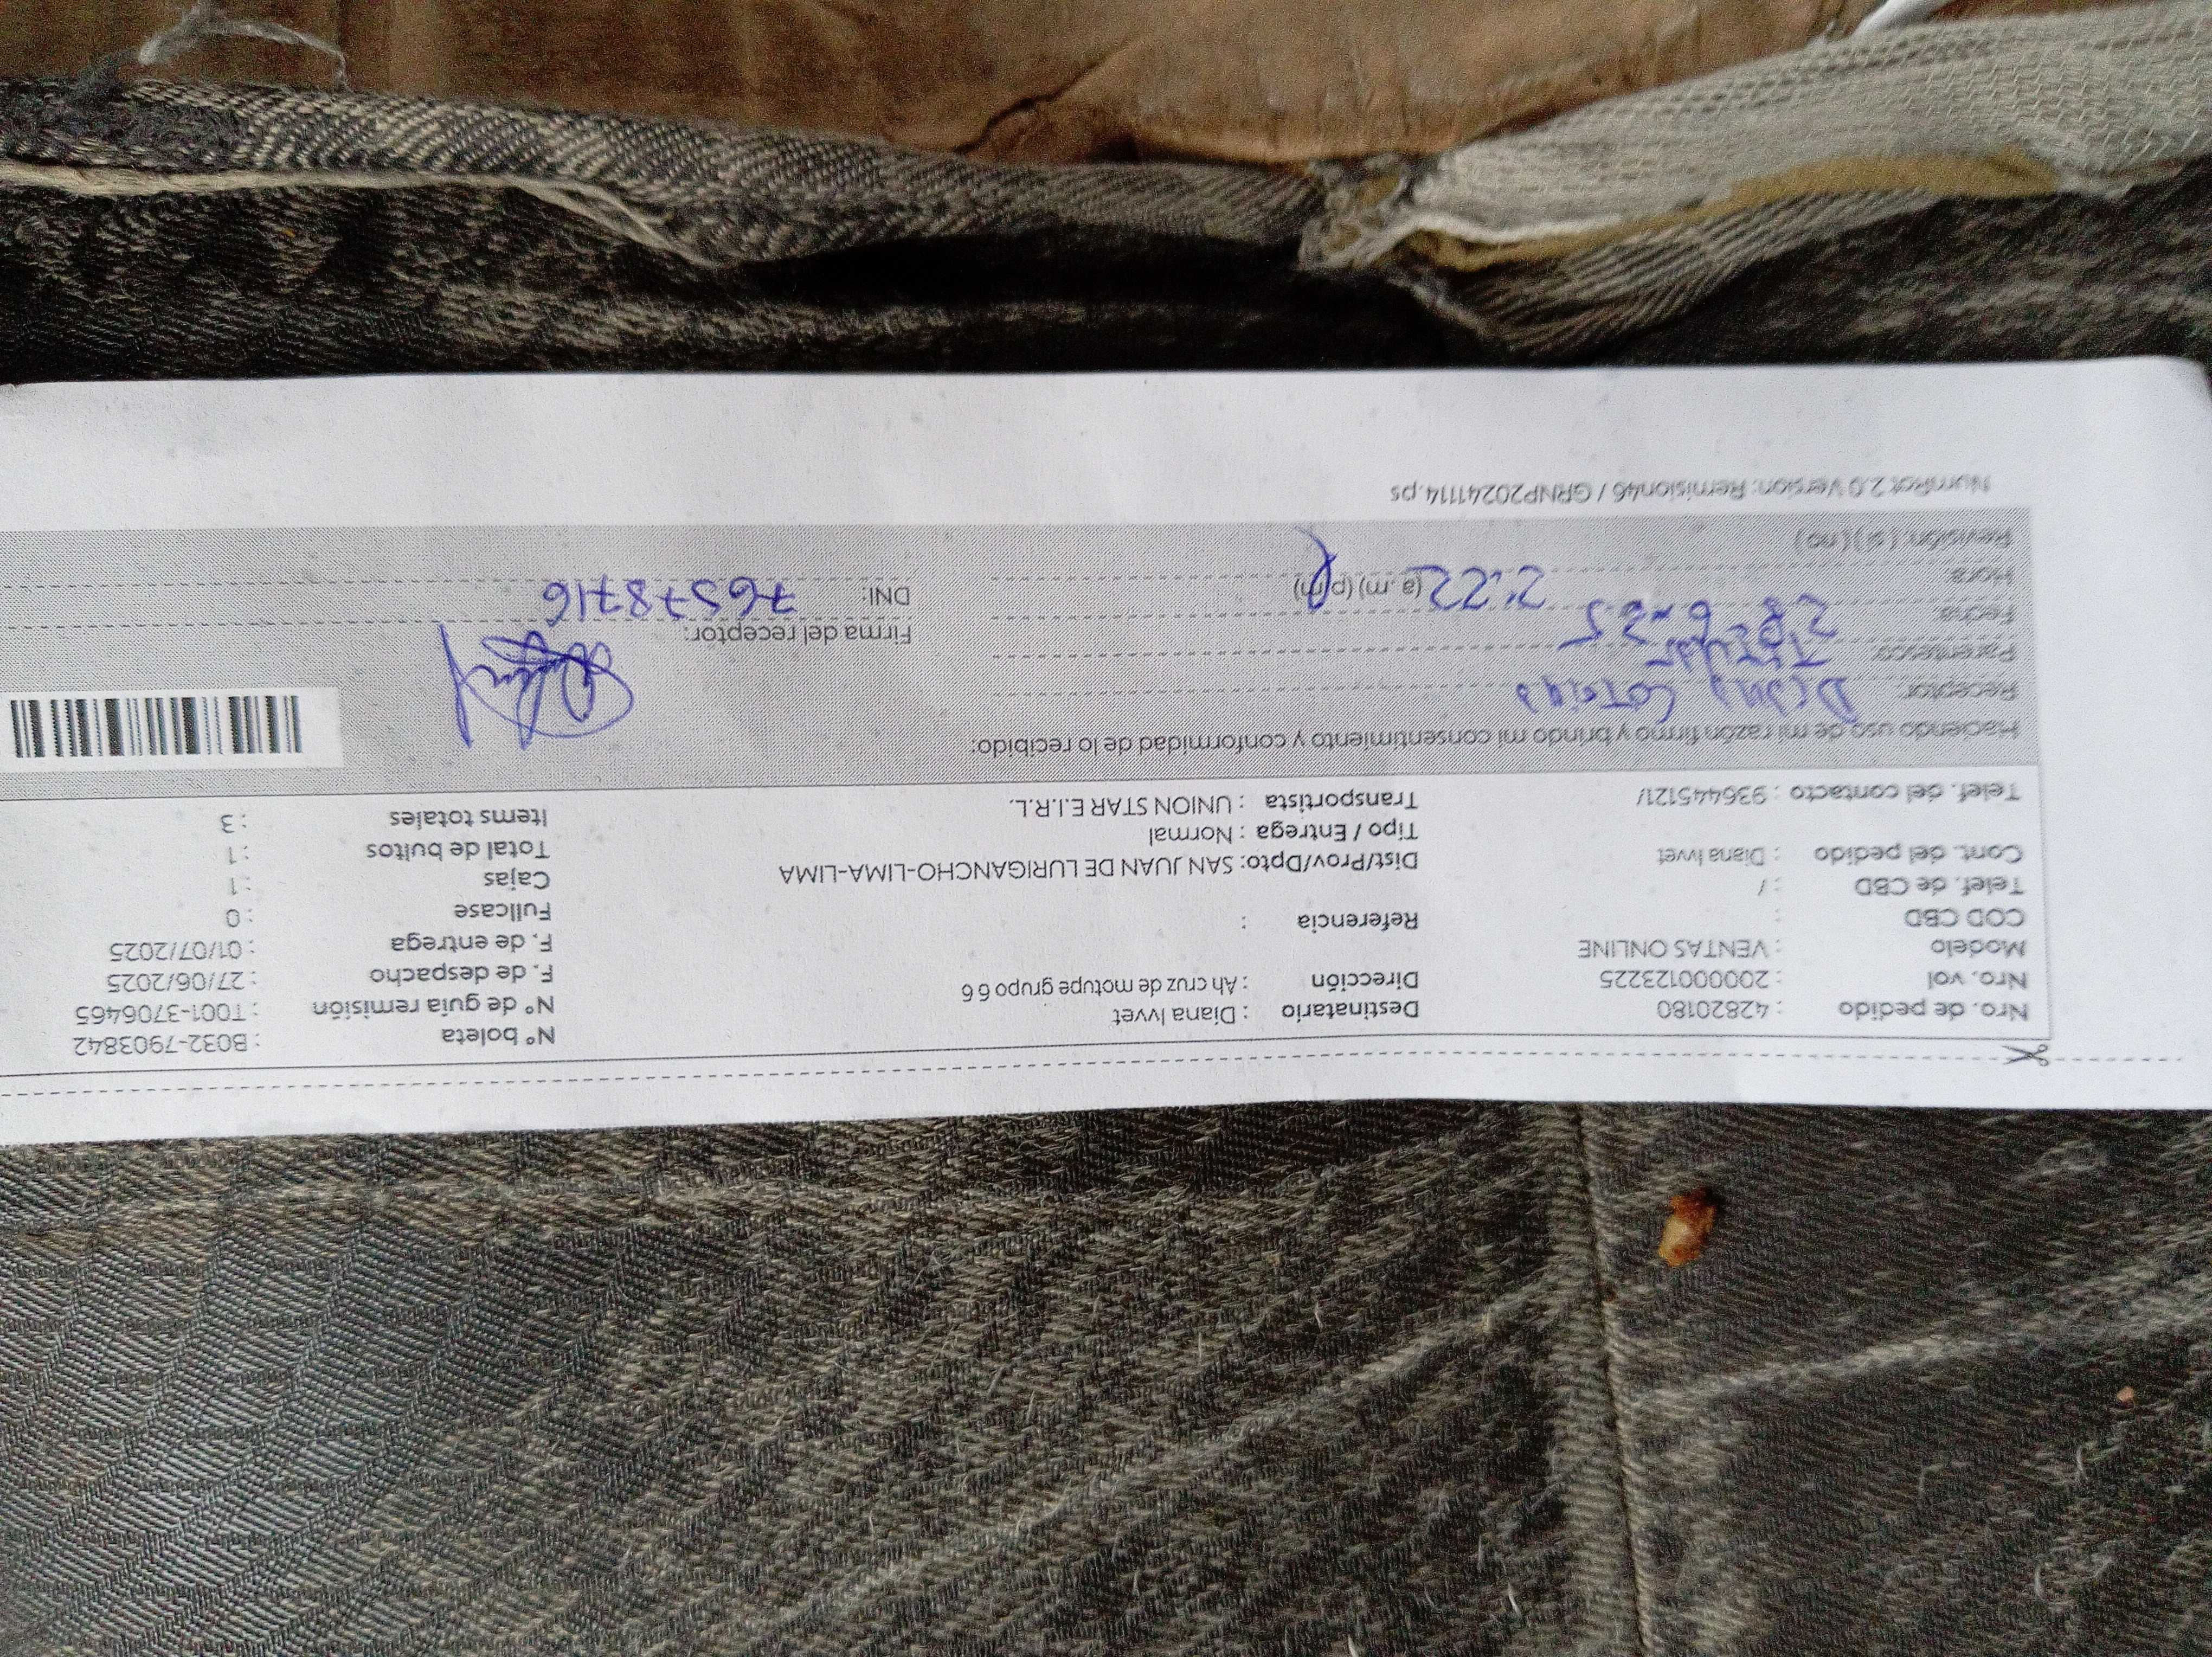 Nro. de pedido : 42820180
Nro. vol : 200000123225
Modelo : VENTAS ONLINE
COD CBD :
Telef. de CBD : /
Cont. del pedido : Diana Ivvet
Telef. del contacto : 936445121/
Destinatario : Diana Ivvet
Dirección : Ah cruz de motupe grupo 6 6
Referencia :
Dist/Prov/Dpto: SAN JUAN DE LURIGANCHO-LIMA-LIMA
Tipo / Entrega : Normal
Transportista : UNION STAR E.I.R.L.
N° boleta : B032-7903842
N° de guía remisión : T001-3706465
F. de despacho : 27/06/2025
F. de entrega : 01/07/2025
Fullcase : 0
Cajas : 1
Total de bultos : 1
Items totales : 3
Haciendo uso de mi razón firmo y brindo mi consentimiento y conformidad de lo recibido:
Receptor: Diana
Parentesco: Titular
Fecha: 28-6-25
Hora: 2:22 (a.m) (p.m)
Revisión. ( si ) ( no )
Firma del receptor:
DNI: 76578716
NumRot 2.0 Version: Remision46 / GRNP20241114.ps